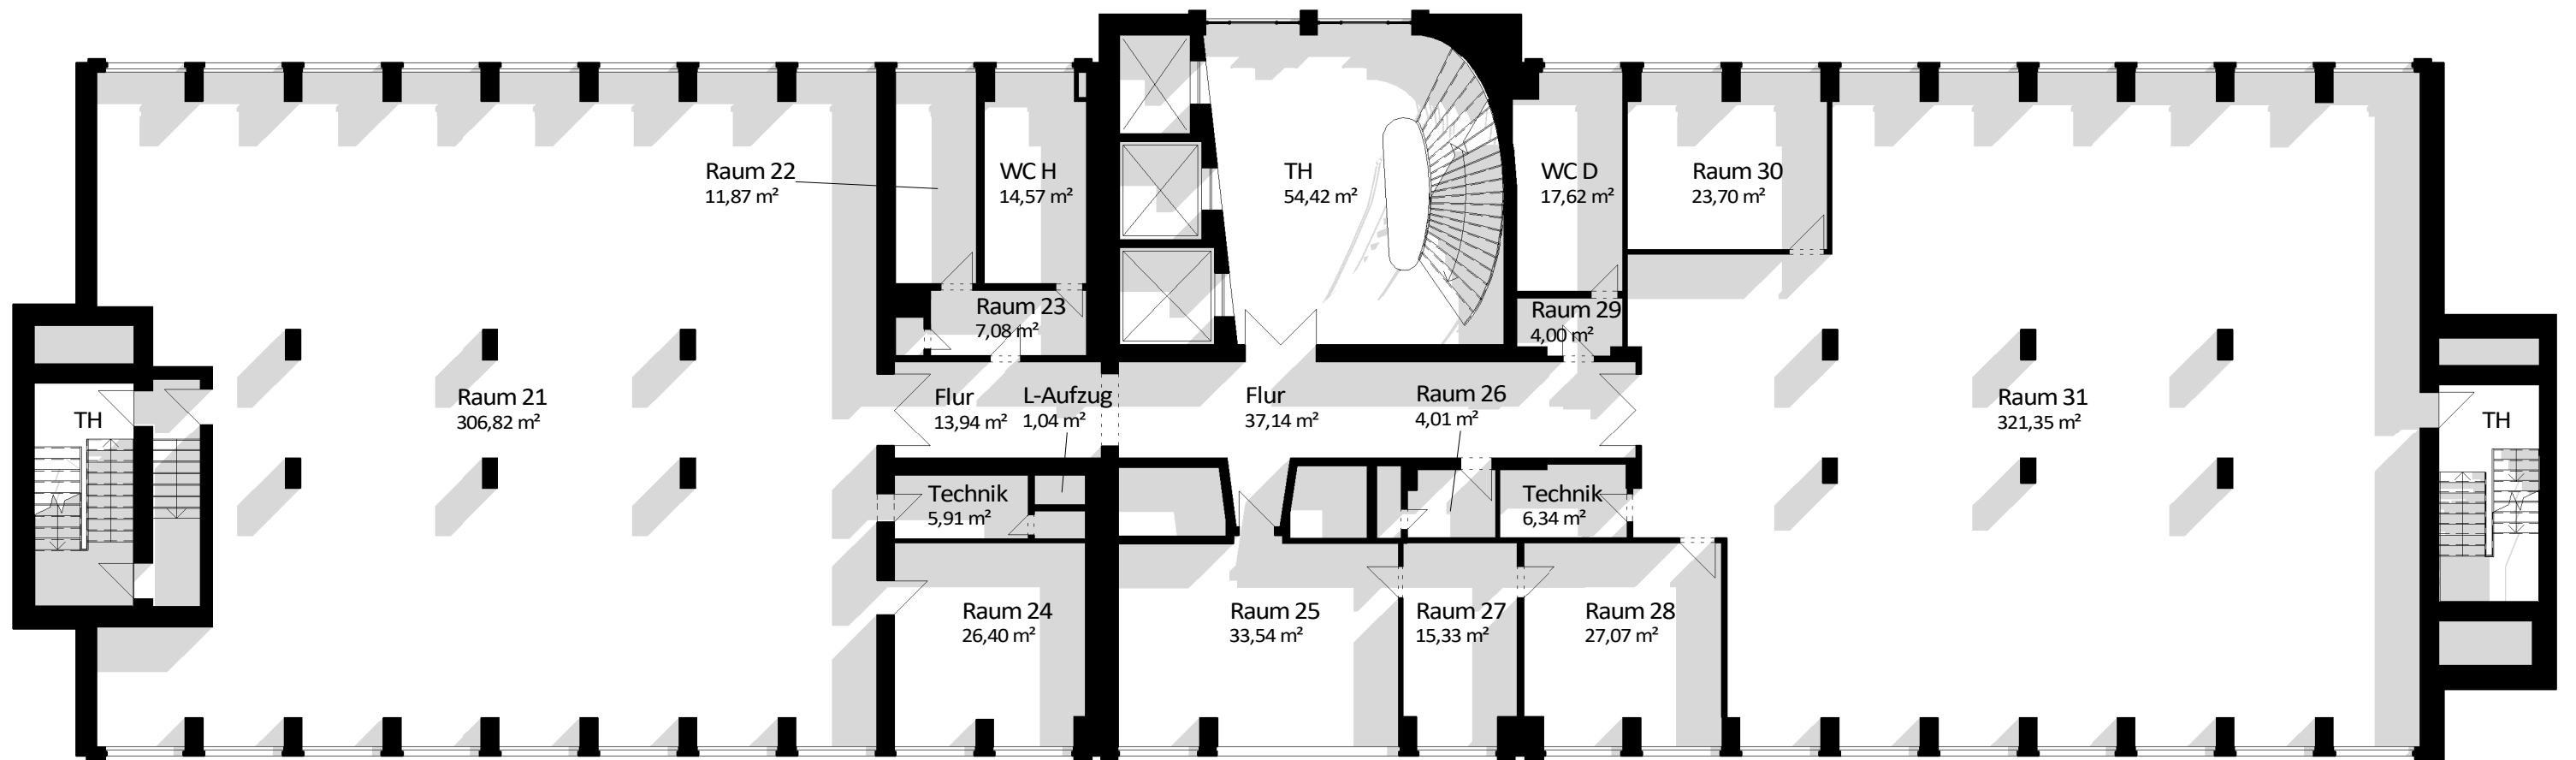 Raum 22
11,87 m²
WC H
14,57 m²
TH
54,42 m²
WC D
17,62 m²
Raum 30
23,70 m²
Raum 23
7,08 m²
Raum 29
4,00 m²
TH
Raum 21
306,82 m²
Flur
13,94 m²
L-Aufzug
1,04 m²
Flur
37,14 m²
Raum 26
4,01 m²
Raum 31
321,35 m²
TH
Technik
5,91 m²
Technik
6,34 m²
Raum 24
26,40 m²
Raum 25
33,54 m²
Raum 27
15,33 m²
Raum 28
27,07 m²